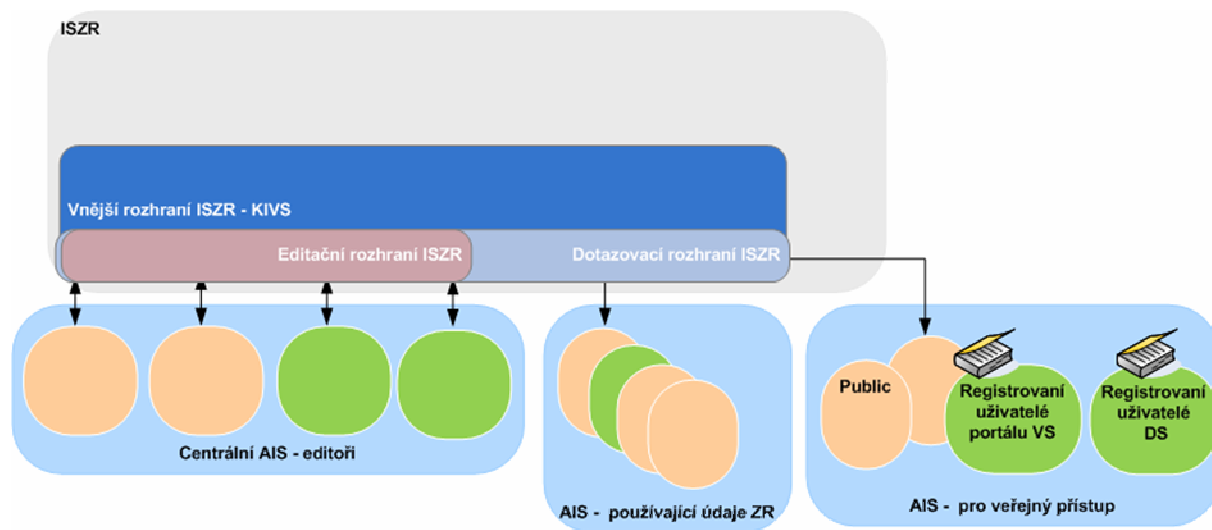 ISZR
Vnější rozhraní ISZR - KIVS
Editační rozhraní ISZR
Dotazovací rozhraní ISZR
Centrální AIS - editoři
AIS - používající údaje ZR
Public
Registrovaní
uživatelé
portálu VS
Registrovaní
uživatelé
DS
AIS - pro veřejný přístup